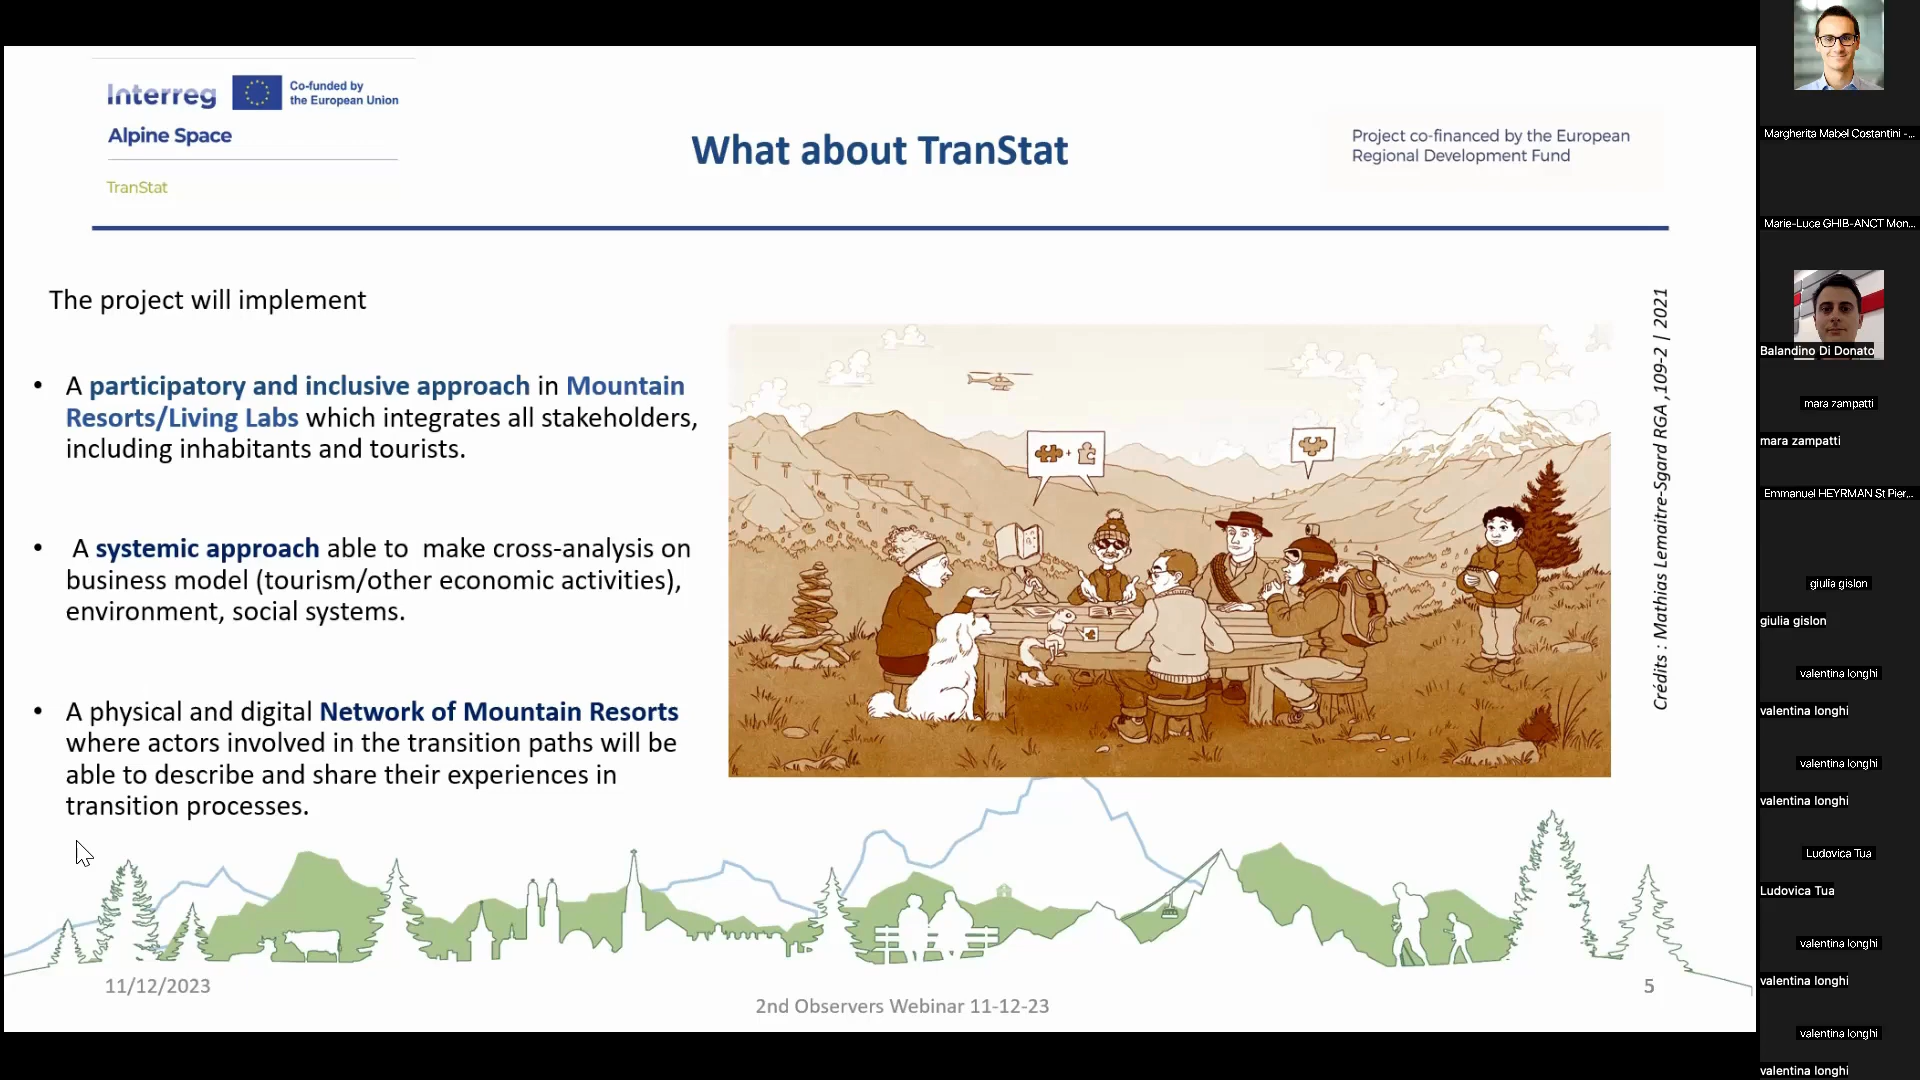 Interreg
Co-funded by
the European Union
Alpine Space
TranStat
What about TranStat
Project co-financed by the European
Regional Development Fund
The project will implement
• A participatory and inclusive approach in Mountain
Resorts/Living Labs which integrates all stakeholders,
including inhabitants and tourists.
• A systemic approach able to make cross-analysis on
business model (tourism/other economic activities),
environment, social systems.
• A physical and digital Network of Mountain Resorts
where actors involved in the transition paths will be
able to describe and share their experiences in
transition processes.
+
Crédits : Mathias Lemaitre-Sgard RGA ,109-2 | 2021
11/12/2023
2nd Observers Webinar 11-12-23
5
Margherita Mabel Costantini -...
Marie-Luce GHIB-ANCT Mon...
Balandino Di Donato
mara zampatti
mara zampatti
Emmanuel HEYRMAN St Pier...
giulia gislon
giulia gislon
valentina longhi
valentina longhi
valentina longhi
valentina longhi
Ludovica Tua
Ludovica Tua
valentina longhi
valentina longhi
valentina longhi
valentina longhi